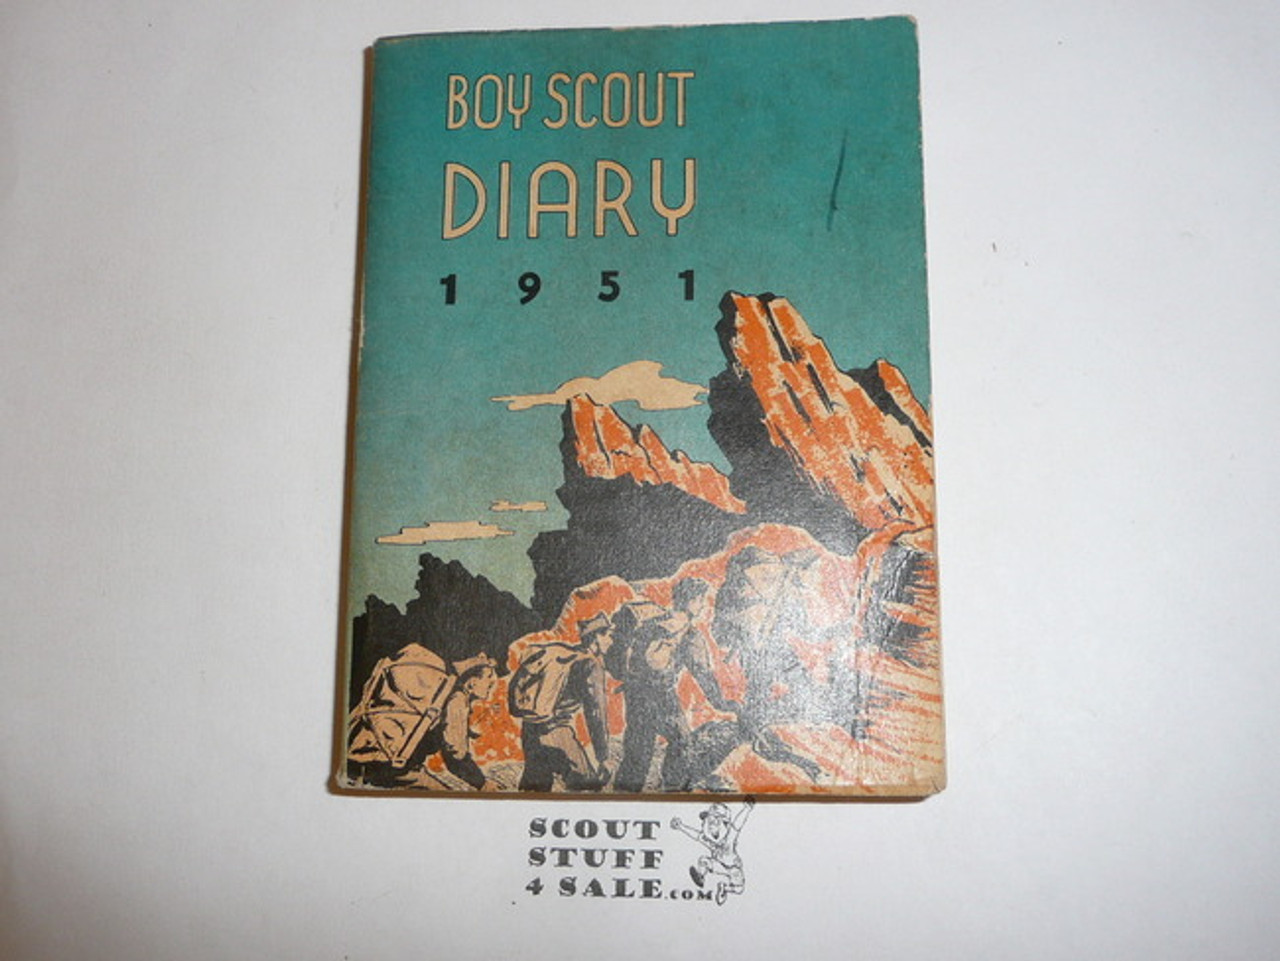 BOY SCOUT
DIARY
1951
SCOUT
STUFF
4 SALE.COM